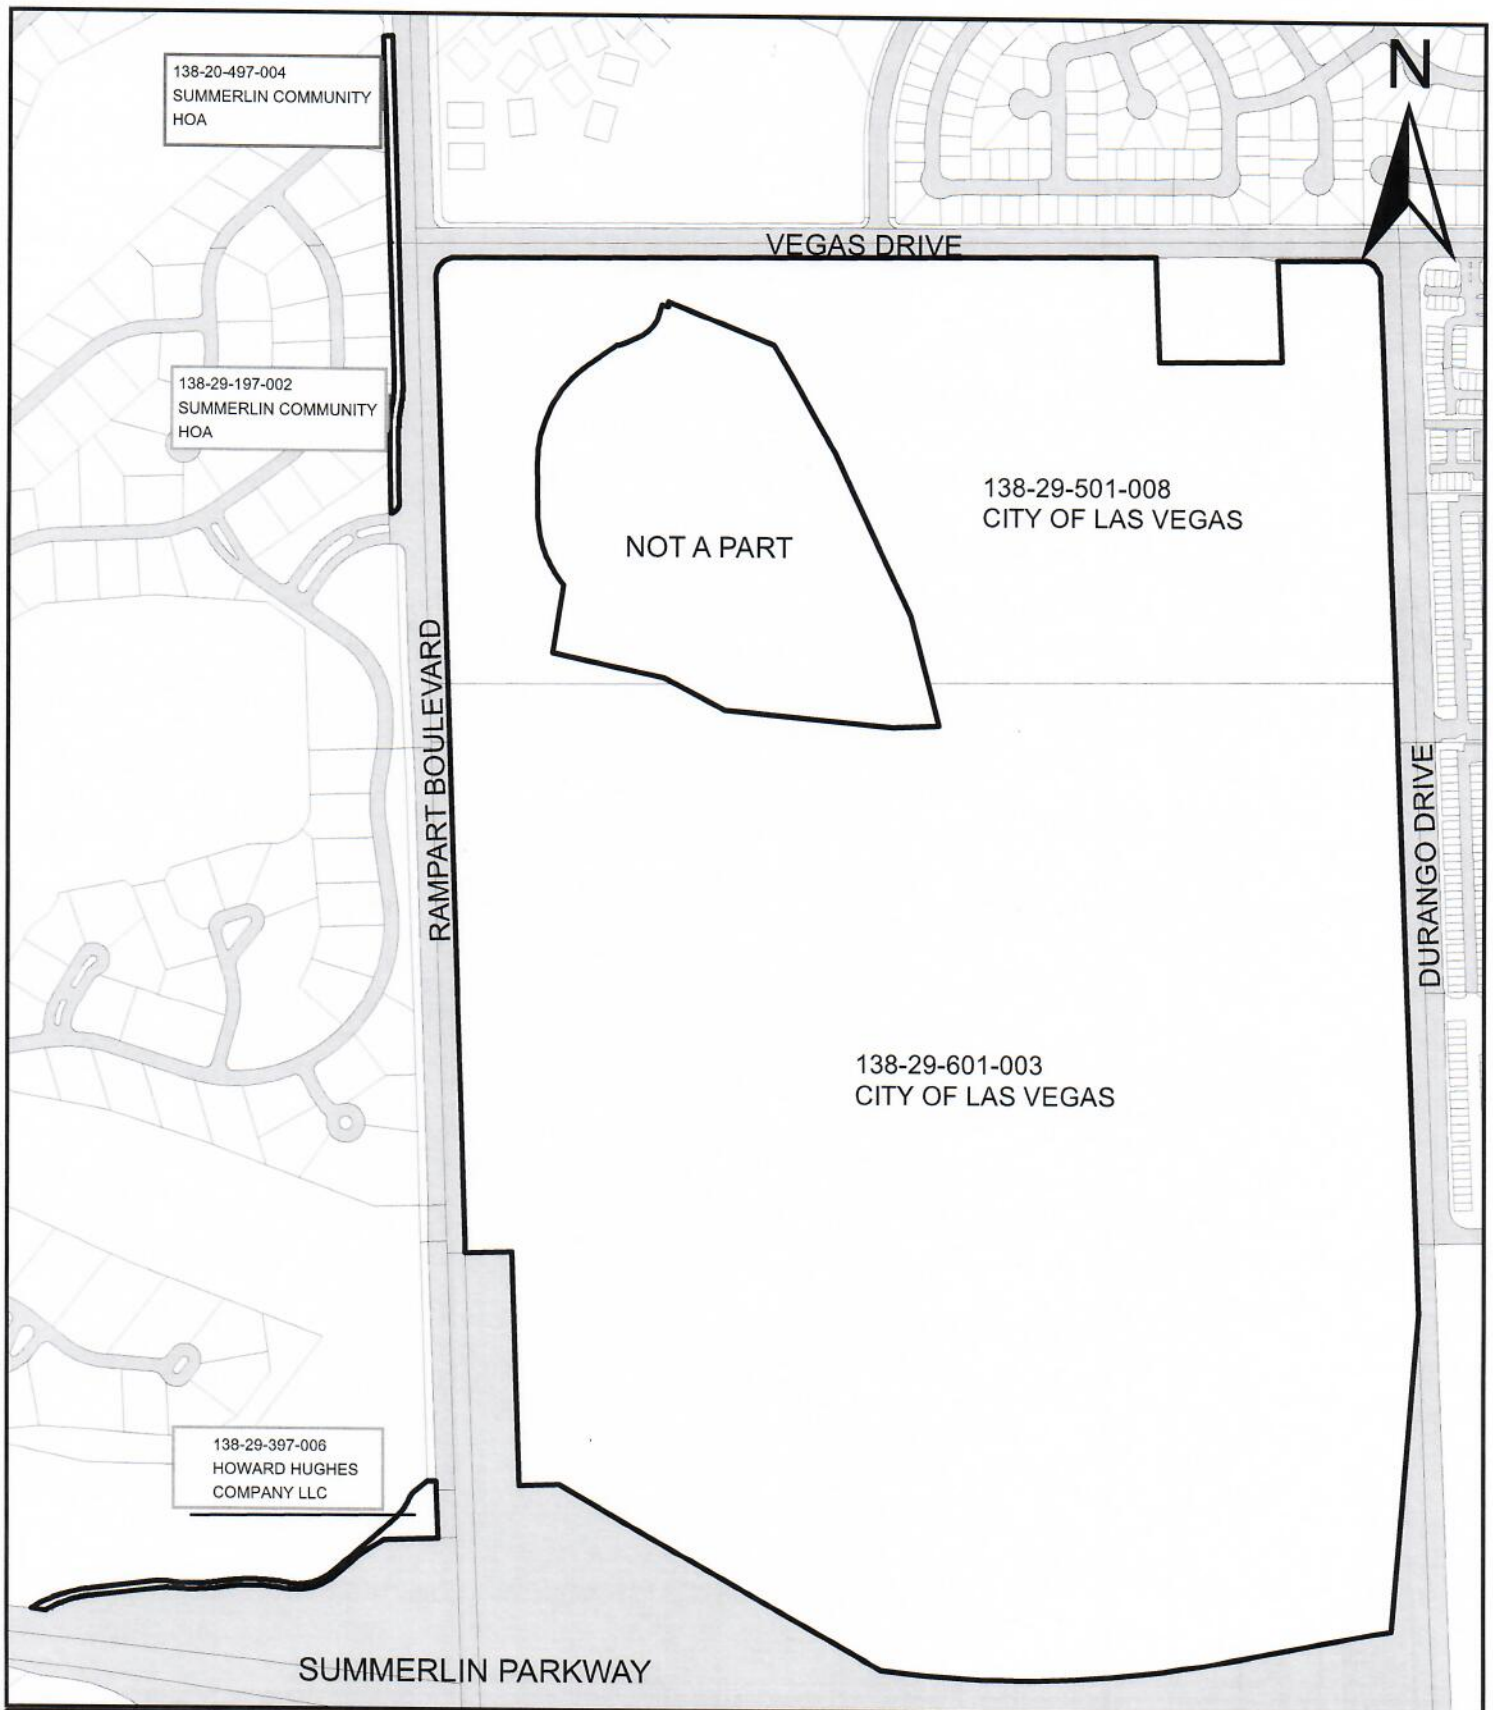 N
138-20-497-004
SUMMERLIN COMMUNITY
HOA
VEGAS DRIVE
138-29-197-002
SUMMERLIN COMMUNITY
HOA
138-29-501-008
CITY OF LAS VEGAS
NOT A PART
RAMPART BOULEVARD
DURANGO DRIVE
138-29-601-003
CITY OF LAS VEGAS
138-29-397-006
HOWARD HUGHES
COMPANY LLC
SUMMERLIN PARKWAY